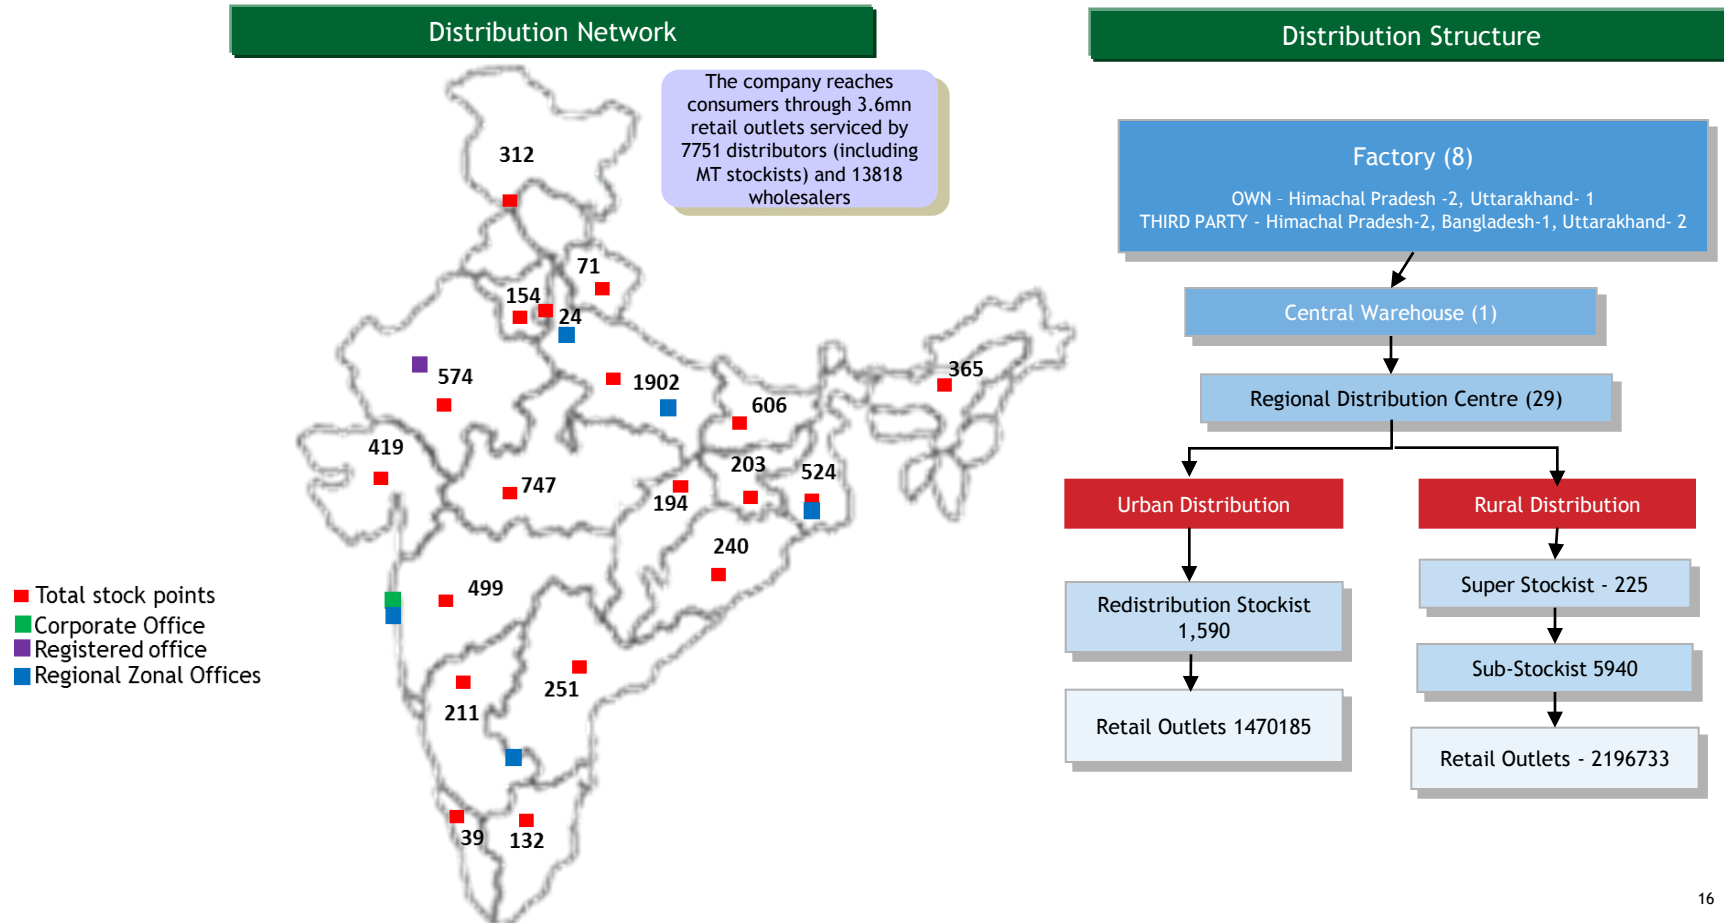 Distribution Network
The company reaches
consumers through 3.6mn
retail outlets serviced by
7751 distributors (including
MT stockists) and 13818
wholesalers
312
71
154
24
574
1902
365
606
419
747
203
524
194
240
499
251
211
39
132
Total stock points
Corporate Office
Registered office
Regional Zonal Offices
Distribution Structure
Factory (8)
OWN – Himachal Pradesh -2, Uttarakhand- 1
THIRD PARTY - Himachal Pradesh-2, Bangladesh-1, Uttarakhand- 2
Central Warehouse (1)
Regional Distribution Centre (29)
Urban Distribution
Redistribution Stockist
1,590
Retail Outlets 1470185
Rural Distribution
Super Stockist - 225
Sub-Stockist 5940
Retail Outlets - 2196733
16